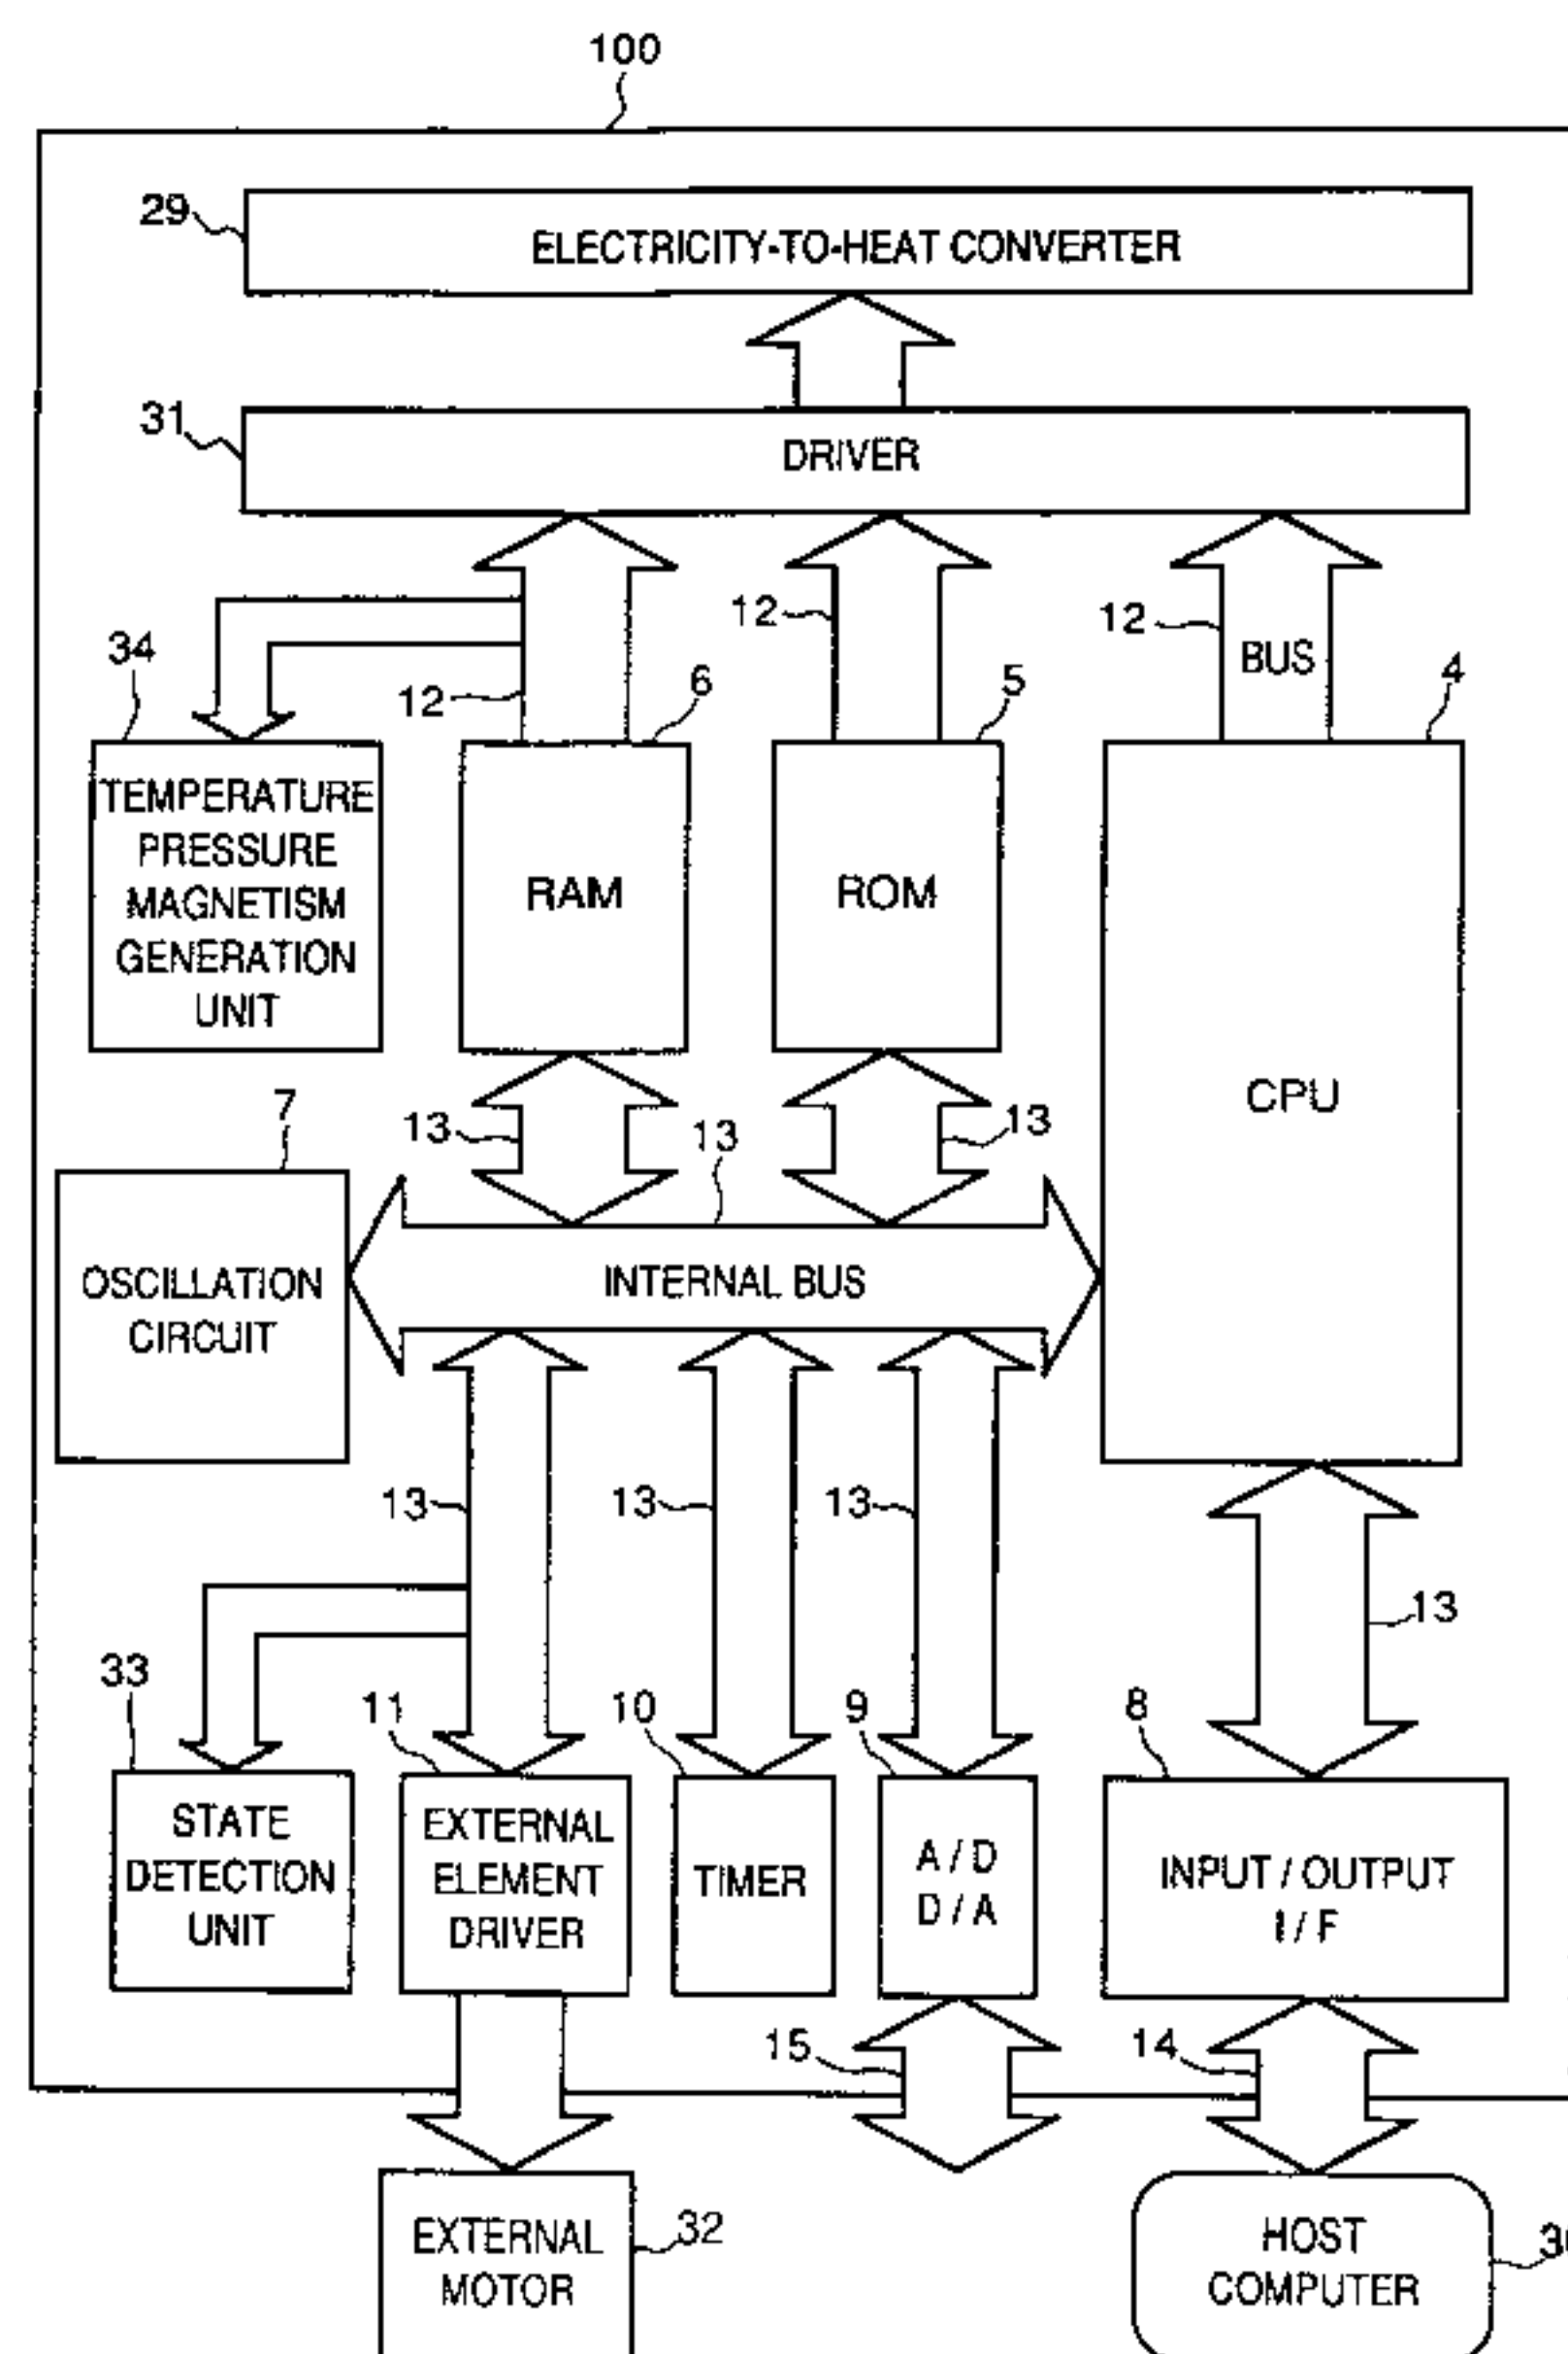 100
29
ELECTRICITY-TO-HEAT CONVERTER
31
DRIVER
12
12
BUS
34
12
6
5
4
TEMPERATURE
PRESSURE
MAGNETISM
GENERATION
UNIT
RAM
ROM
CPU
7
13
13
13
OSCILLATION
CIRCUIT
INTERNAL BUS
13
13
13
13
33
11
10
9
8
STATE
DETECTION
UNIT
EXTERNAL
ELEMENT
DRIVER
TIMER
A / D
D / A
INPUT / OUTPUT
I / F
15
14
EXTERNAL
MOTOR
32
HOST
COMPUTER